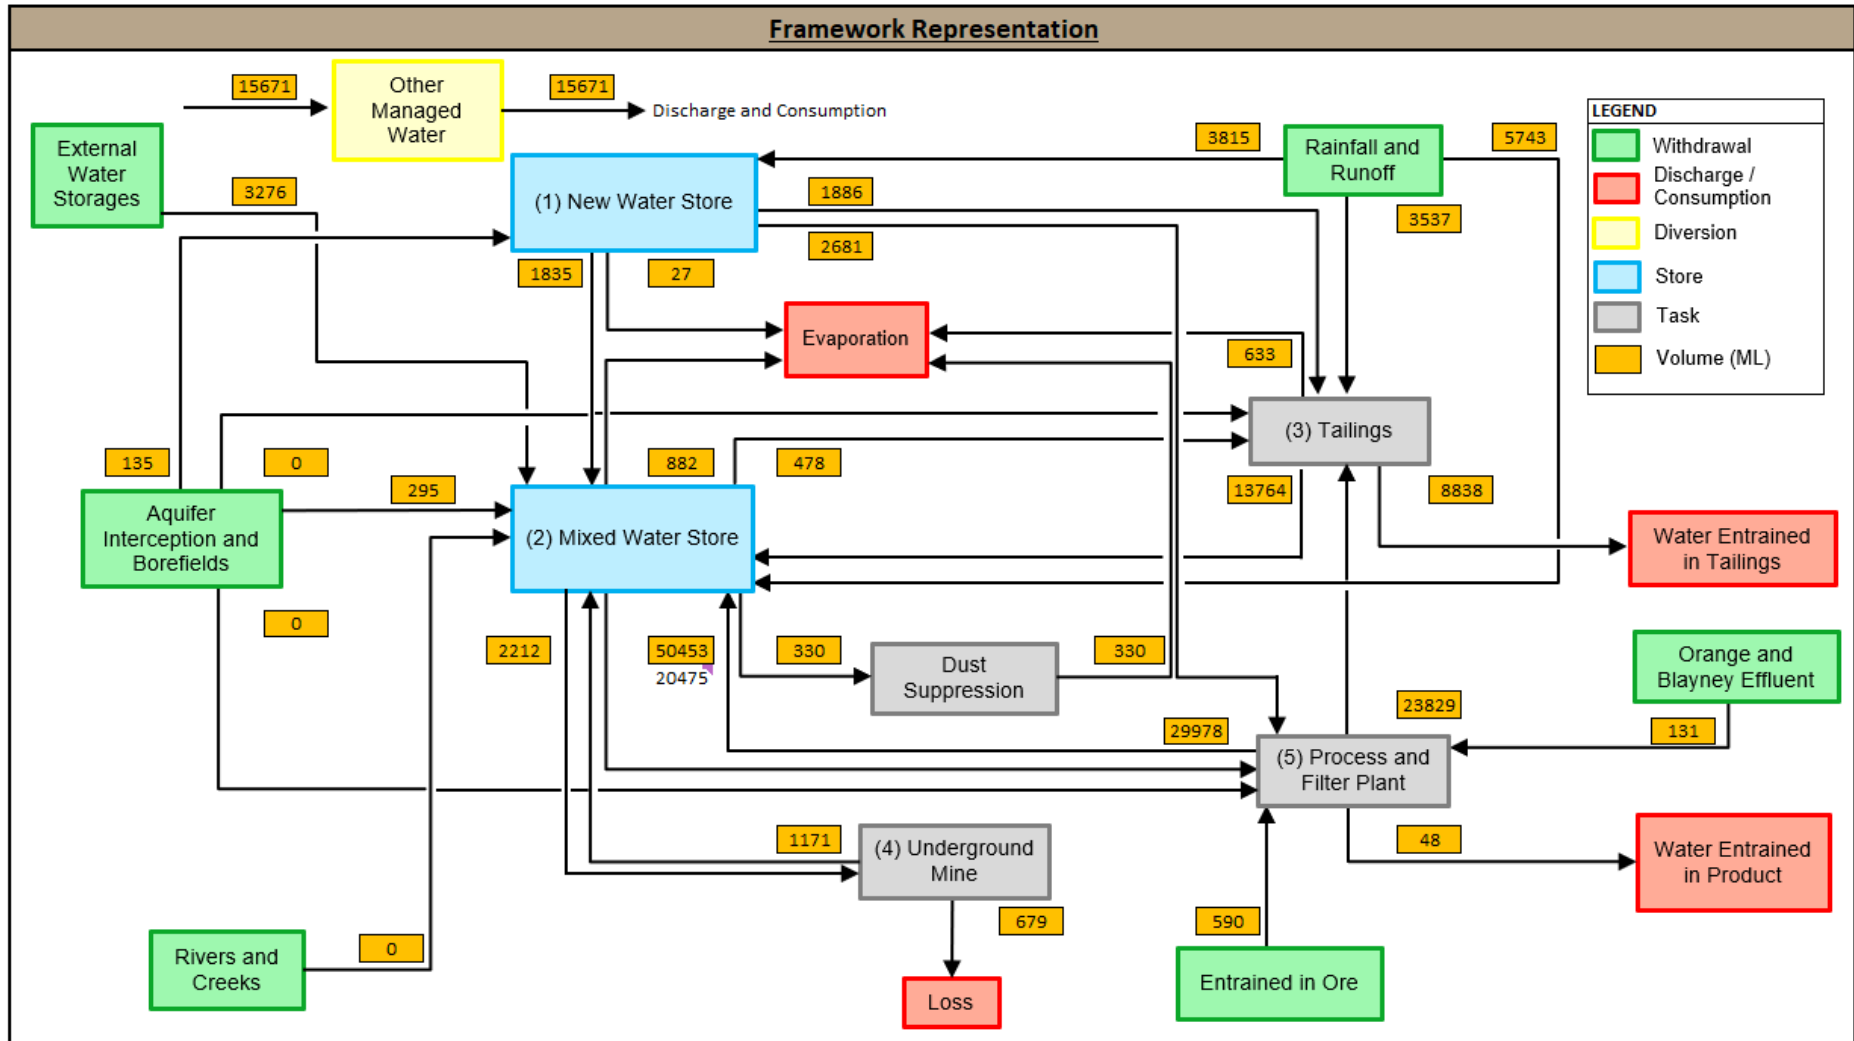 Framework Representation
15671
Other
Managed
Water
15671
Discharge and Consumption
External
Water
Storages
3276
(1) New Water Store
3815
Rainfall and
Runoff
5743
LEGEND
Withdrawal
Discharge /
Consumption
Diversion
Store
Task
Volume (ML)
1886
2681
3537
1835
27
Evaporation
633
(3) Tailings
135
0
295
882
478
13764
8838
Aquifer
Interception and
Borefields
(2) Mixed Water Store
Water Entrained
in Tailings
0
2212
50453
20475
330
Dust
Suppression
330
Orange and
Blayney Effluent
23829
131
29978
(5) Process and
Filter Plant
1171
(4) Underground
Mine
48
Water Entrained
in Product
679
590
Rivers and
Creeks
0
Loss
Entrained in Ore